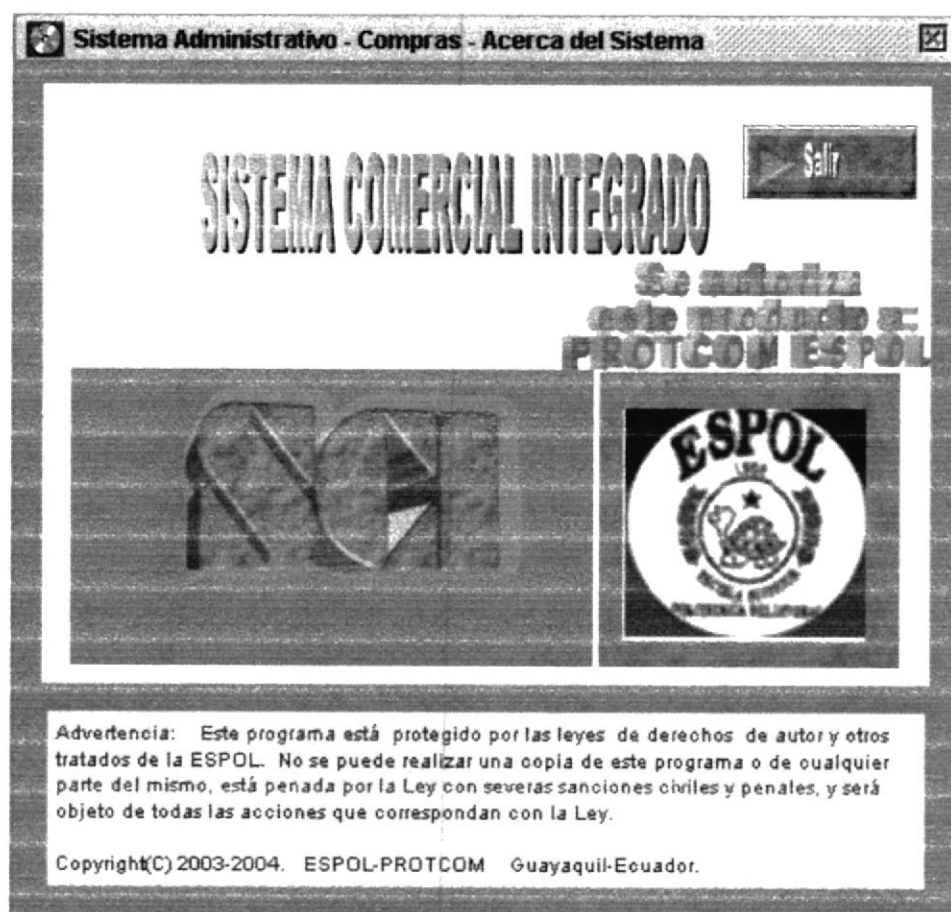 Sistema Administrativo - Compras - Acerca del Sistema
SISTEMA COMERCIAL INTEGRADO
Salir
Se autoriza
este producto a:
PROTCOM ESPOL
ESPOL
Advertencia: Este programa está protegido por las leyes de derechos de autor y otros
tratados de la ESPOL. No se puede realizar una copia de este programa o de cualquier
parte del mismo, está penada por la Ley con severas sanciones civiles y penales, y será
objeto de todas las acciones que correspondan con la Ley.
Copyright(C) 2003-2004. ESPOL-PROTCOM Guayaquil-Ecuador.